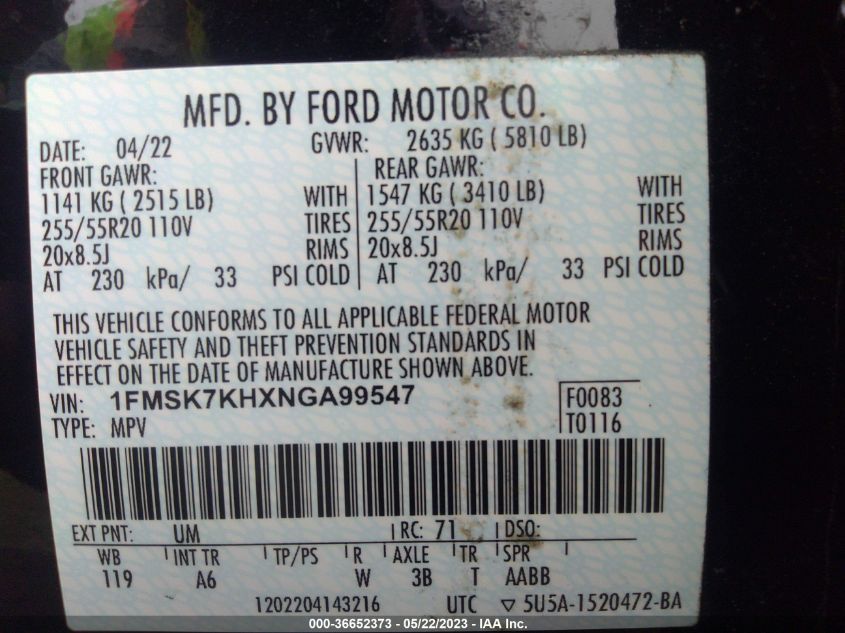 MFD. BY FORD MOTOR CO.
DATE: 04/22 GVWR: 2635 KG ( 5810 LB)
FRONT GAWR: REAR GAWR:
1141 KG ( 2515 LB) WITH 1547 KG ( 3410 LB) WITH
255/55R20 110V TIRES 255/55R20 110V TIRES
20x8.5J RIMS 20x8.5J RIMS
AT 230 kPa/ 33 PSI COLD AT 230 kPa/ 33 PSI COLD
THIS VEHICLE CONFORMS TO ALL APPLICABLE FEDERAL MOTOR
VEHICLE SAFETY AND THEFT PREVENTION STANDARDS IN
EFFECT ON THE DATE OF MANUFACTURE SHOWN ABOVE.
VIN: 1FMSK7KHXNGA99547 F0083
TYPE: MPV T0116
EXT PNT: UM RC: 71 DSO:
WB INT TR TP/PS R AXLE TR SPR
119 A6 W 3B T AABB
1202204143216 UTC ▽ 5U5A-1520472-BA
000-36652373 - 05/22/2023 - IAA Inc.